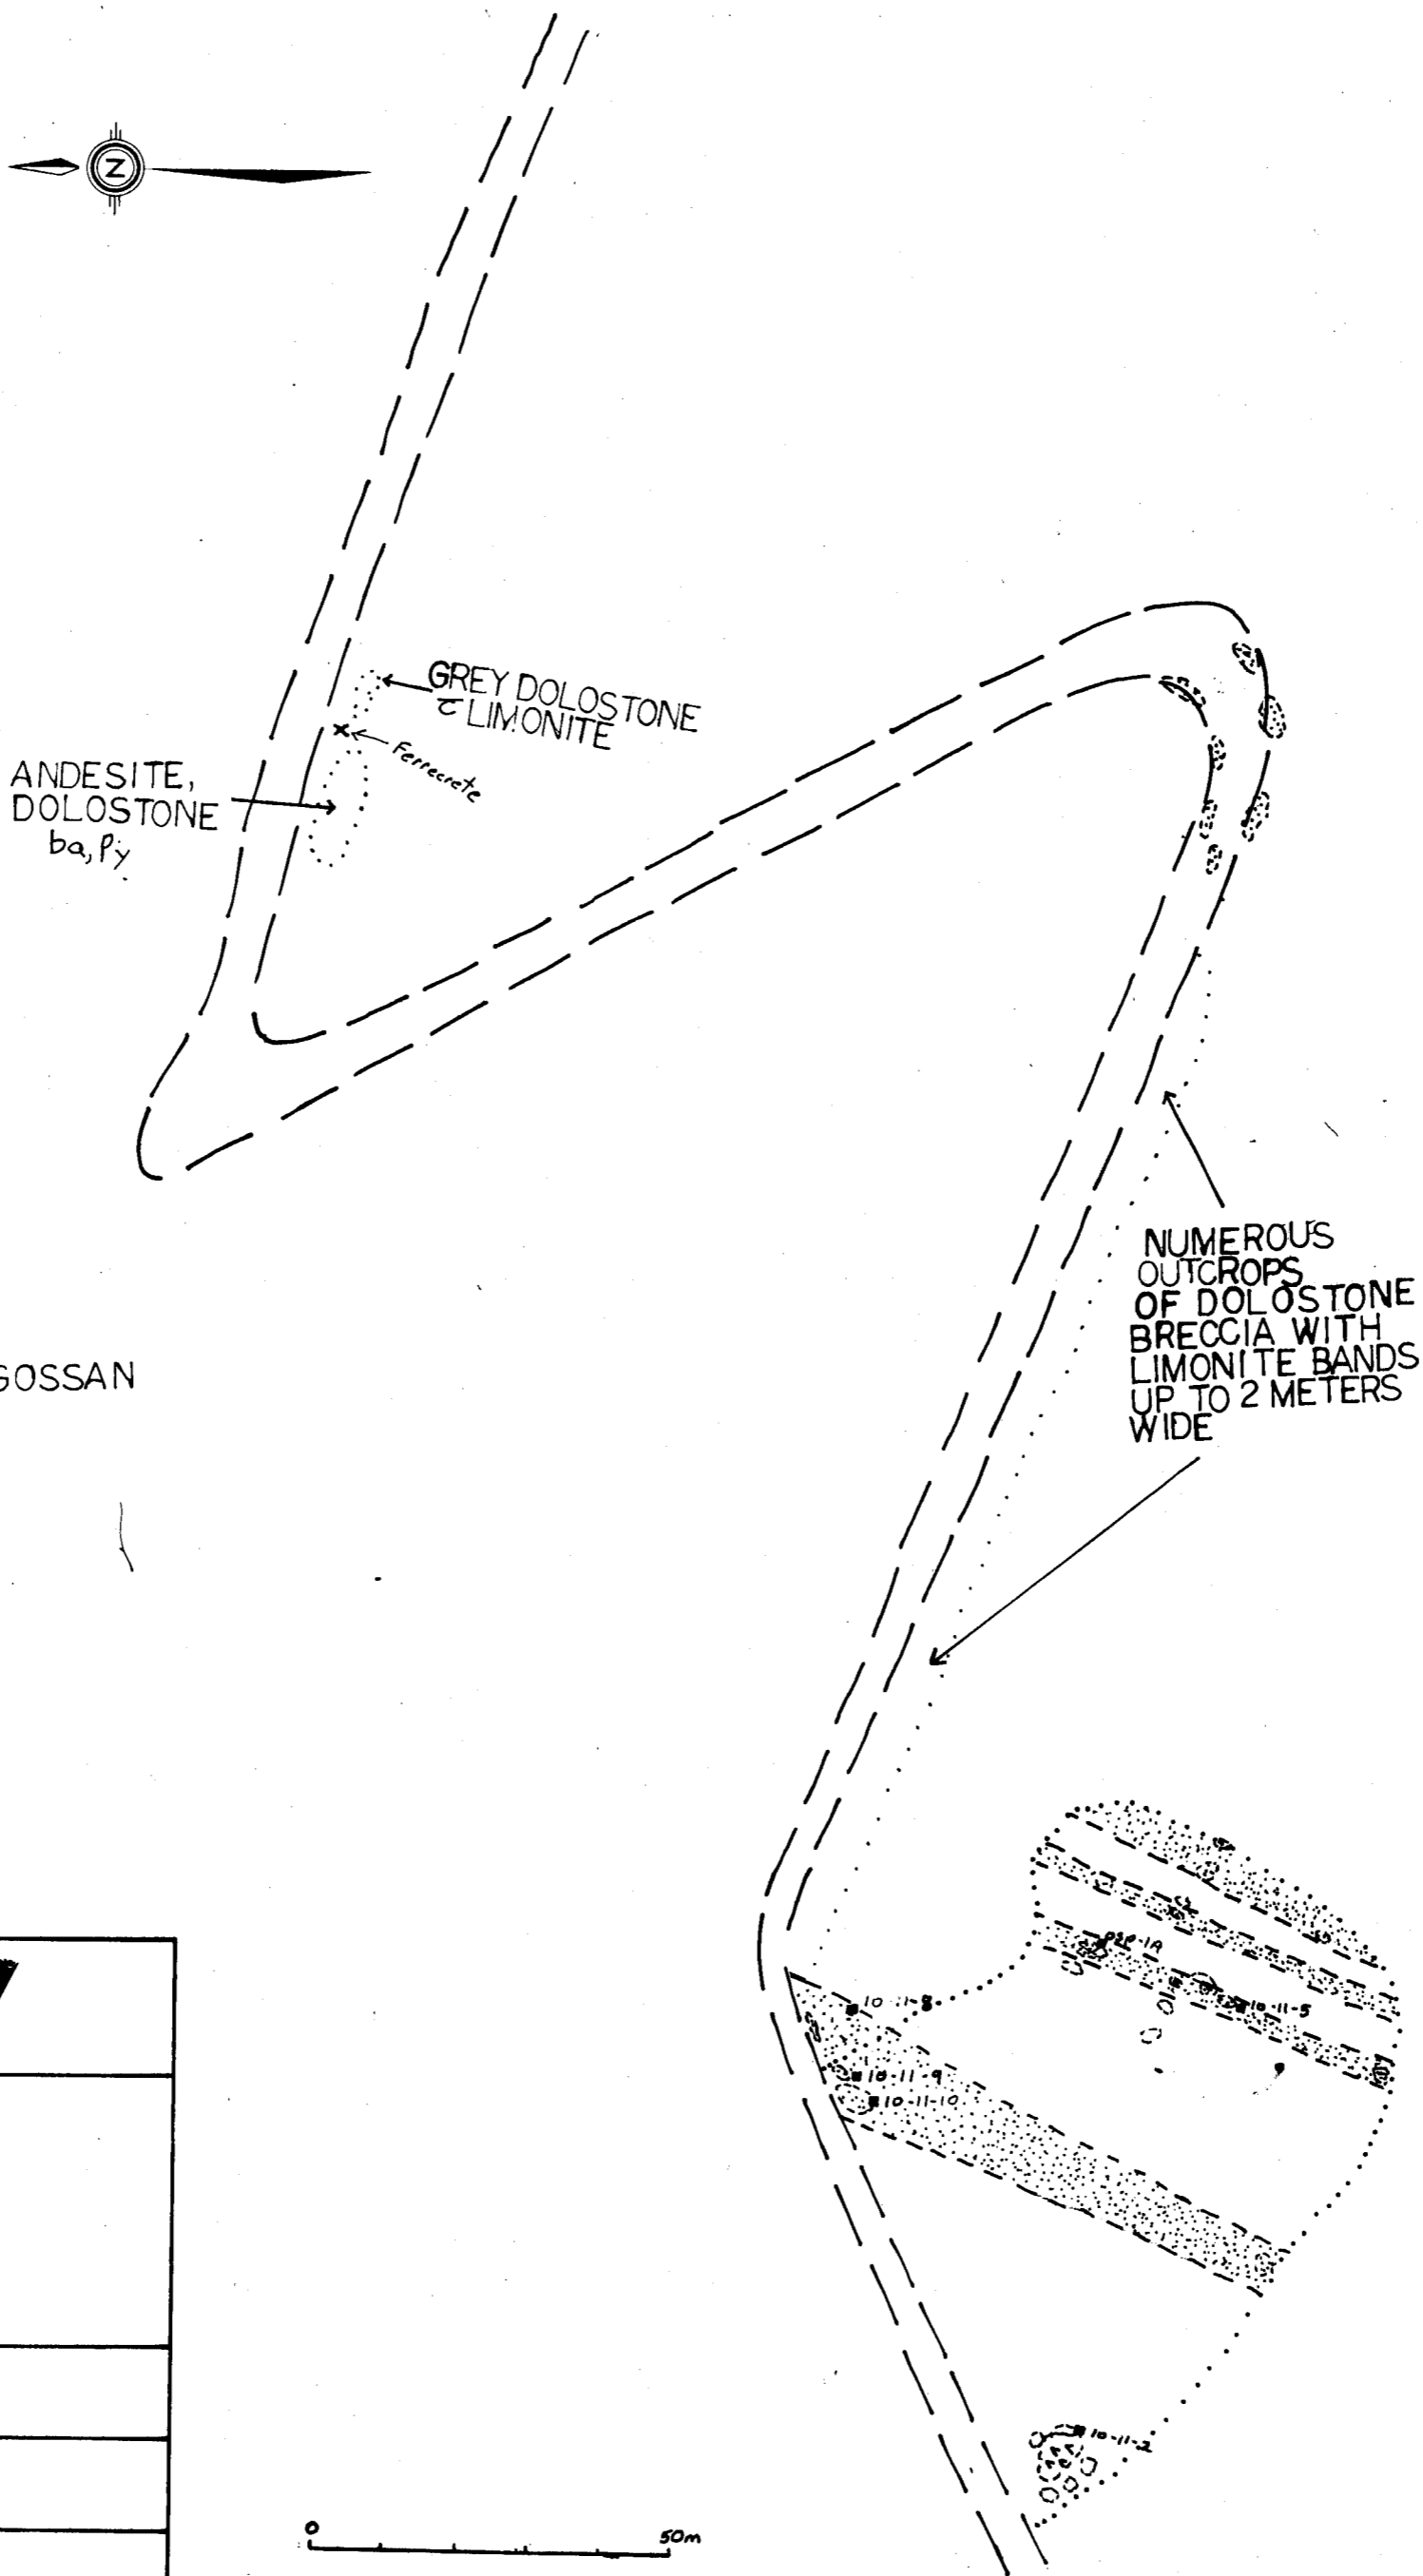 Z
GREY DOLOSTONE
c̄ LIMONITE
Ferrecrete
ANDESITE,
DOLOSTONE
ba, Py
NUMEROUS
OUTCROPS
OF DOLOSTONE
BRECCIA WITH
LIMONITE BANDS
UP TO 2 METERS
WIDE
GOSSAN
10-11-8
10-11-5
10-11-9
10-11-10
10-11-2
0 50m